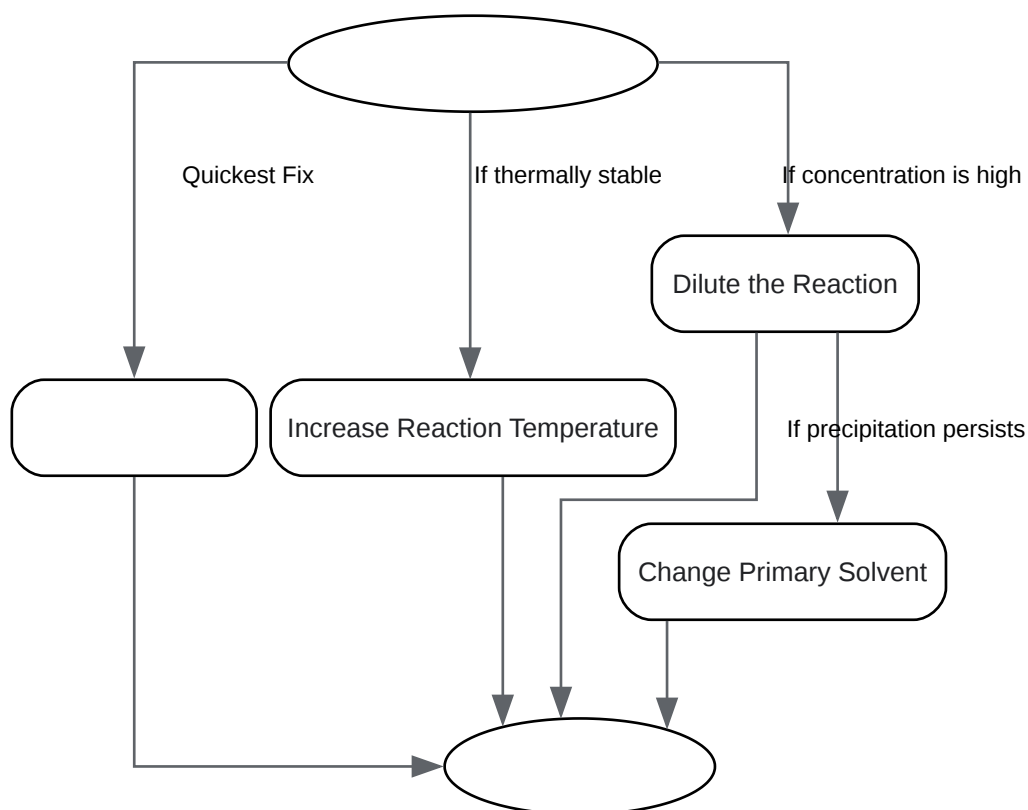 Quickest Fix
If thermally stable
If concentration is high
Dilute the Reaction
Increase Reaction Temperature
If precipitation persists
Change Primary Solvent